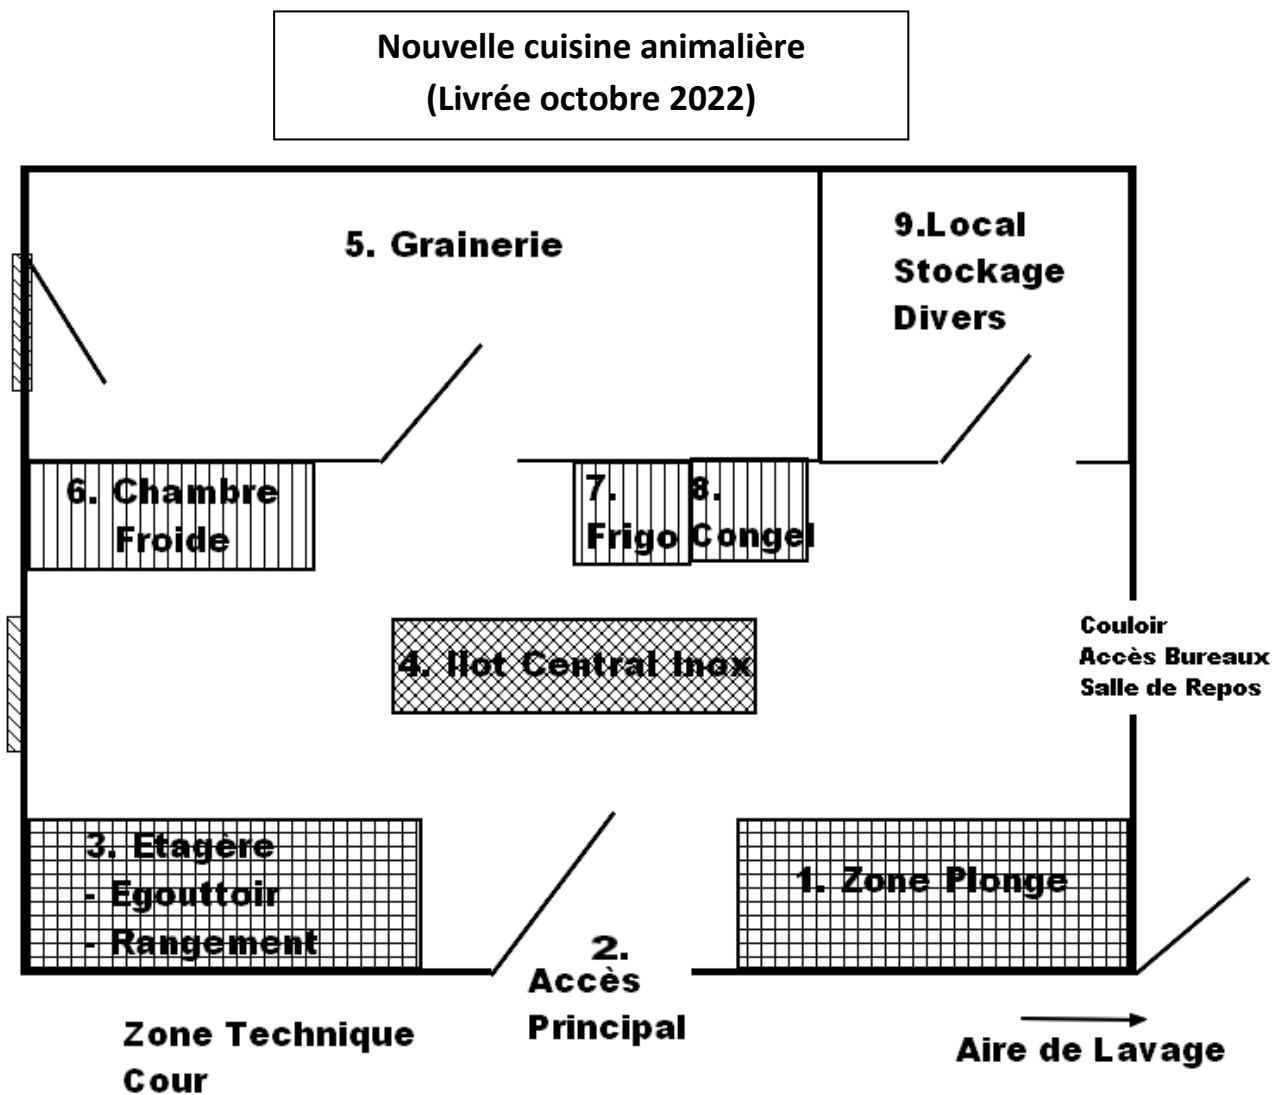 Nouvelle cuisine animalière
(Livrée octobre 2022)
5. Grainerie
9.Local
Stockage
Divers
6. Chambre
Froide
7.
Frigo
8.
Congel
4. Ilot Central Inox
Couloir
Accès Bureaux
Salle de Repos
3. Etagère
- Egouttoir
- Rangement
1. Zone Plonge
2.
Accès
Principal
Zone Technique
Cour
Aire de Lavage